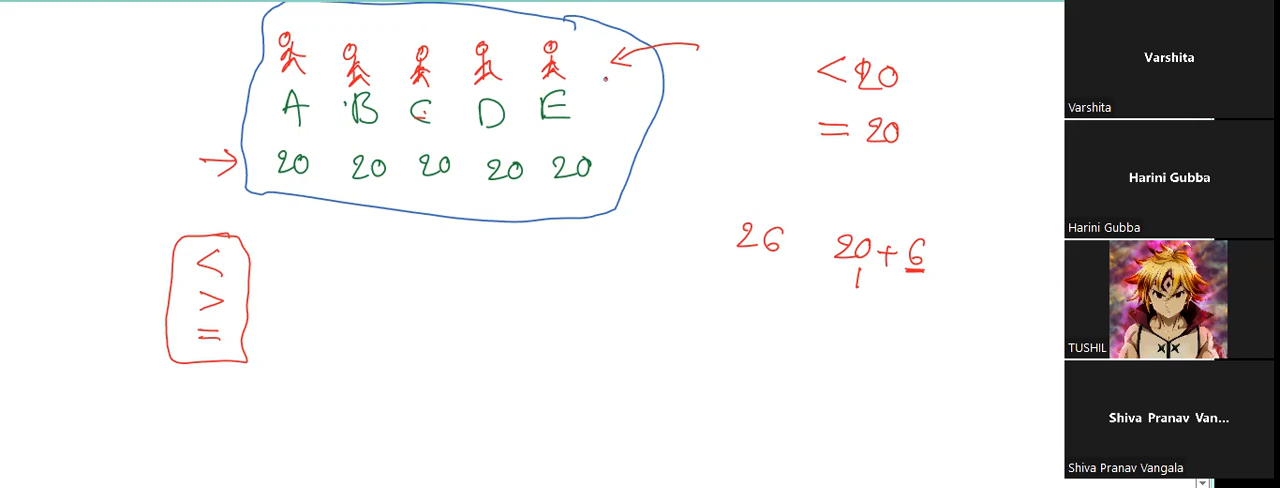 A B C D E
20 20 20 20 20
< 20
= 20
26 20 + 6
<
>
=
Varshita
Varshita
Harini Gubba
Harini Gubba
TUSHIL
Shiva Pranav Van...
Shiva Pranav Vangala